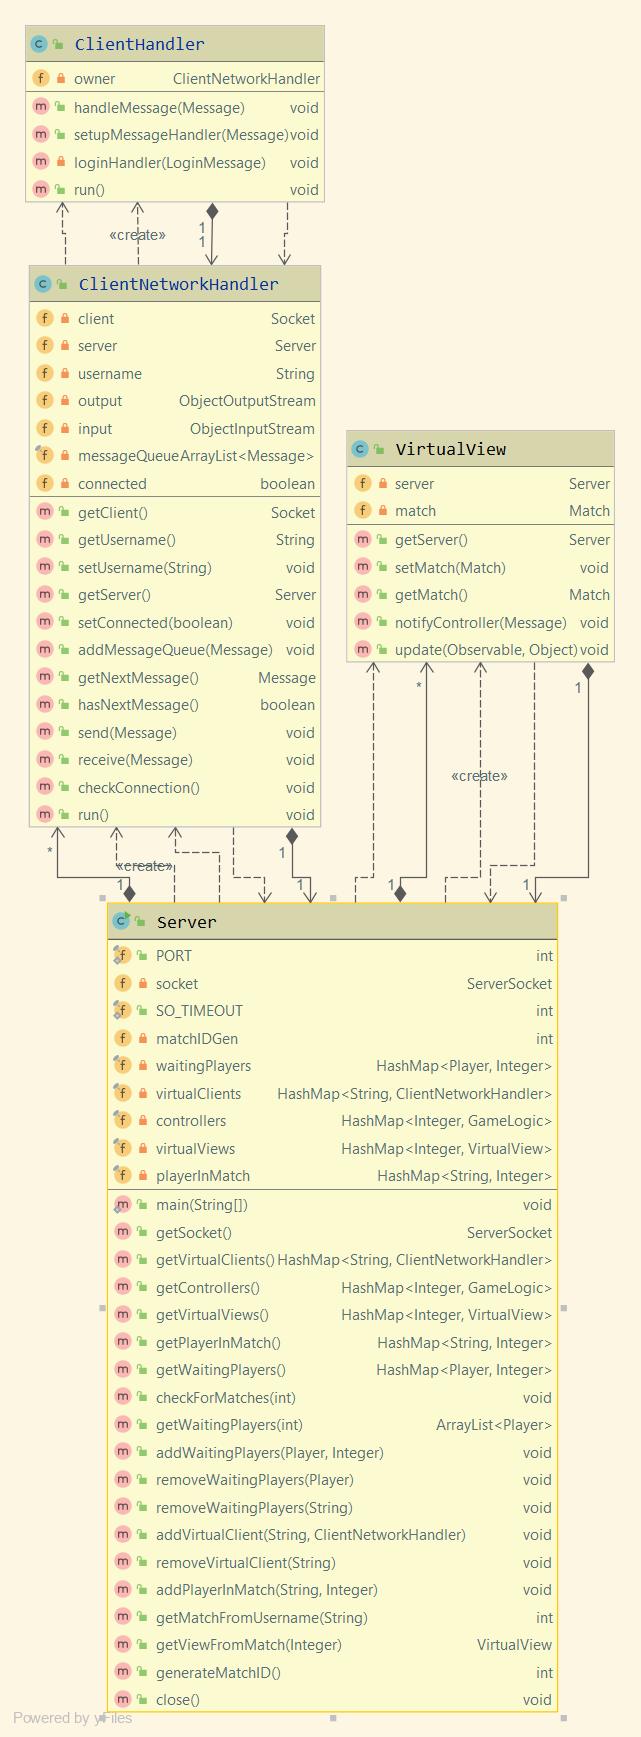 ClientHandler
owner ClientNetworkHandler
handleMessage(Message) void
setupMessageHandler(Message) void
loginHandler(LoginMessage) void
run() void
«create»
1
1
ClientNetworkHandler
client Socket
server Server
username String
output ObjectOutputStream
input ObjectInputStream
messageQueue ArrayList<Message>
connected boolean
getClient() Socket
getUsername() String
setUsername(String) void
getServer() Server
setConnected(boolean) void
addMessageQueue(Message) void
getNextMessage() Message
hasNextMessage() boolean
send(Message) void
receive(Message) void
checkConnection() void
run() void
VirtualView
server Server
match Match
getServer() Server
setMatch(Match) void
getMatch() Match
notifyController(Message) void
update(Observable, Object) void
* 1
«create»
1 1
* 1
«create»
1 1
Server
PORT int
socket ServerSocket
SO_TIMEOUT int
matchIDGen int
waitingPlayers HashMap<Player, Integer>
virtualClients HashMap<String, ClientNetworkHandler>
controllers HashMap<Integer, GameLogic>
virtualViews HashMap<Integer, VirtualView>
playerInMatch HashMap<String, Integer>
main(String[]) void
getSocket() ServerSocket
getVirtualClients() HashMap<String, ClientNetworkHandler>
getControllers() HashMap<Integer, GameLogic>
getVirtualViews() HashMap<Integer, VirtualView>
getPlayerInMatch() HashMap<String, Integer>
getWaitingPlayers() HashMap<Player, Integer>
checkForMatches(int) void
getWaitingPlayers(int) ArrayList<Player>
addWaitingPlayers(Player, Integer) void
removeWaitingPlayers(Player) void
removeWaitingPlayers(String) void
addVirtualClient(String, ClientNetworkHandler) void
removeVirtualClient(String) void
addPlayerInMatch(String, Integer) void
getMatchFromUsername(String) int
getViewFromMatch(Integer) VirtualView
generateMatchID() int
close() void
Powered by yFiles